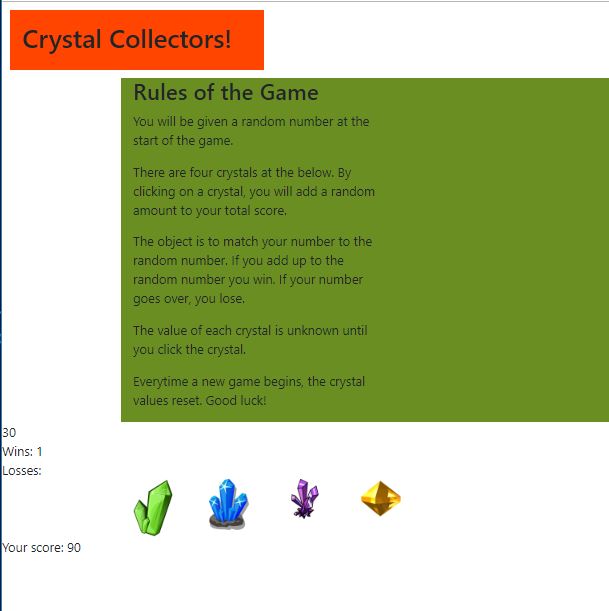 Crystal Collectors!
Rules of the Game
You will be given a random number at the
start of the game.
There are four crystals at the below. By
clicking on a crystal, you will add a random
amount to your total score.
The object is to match your number to the
random number. If you add up to the
random number you win. If your number
goes over, you lose.
The value of each crystal is unknown until
you click the crystal.
Everytime a new game begins, the crystal
values reset. Good luck!
30
Wins: 1
Losses:
Your score: 90